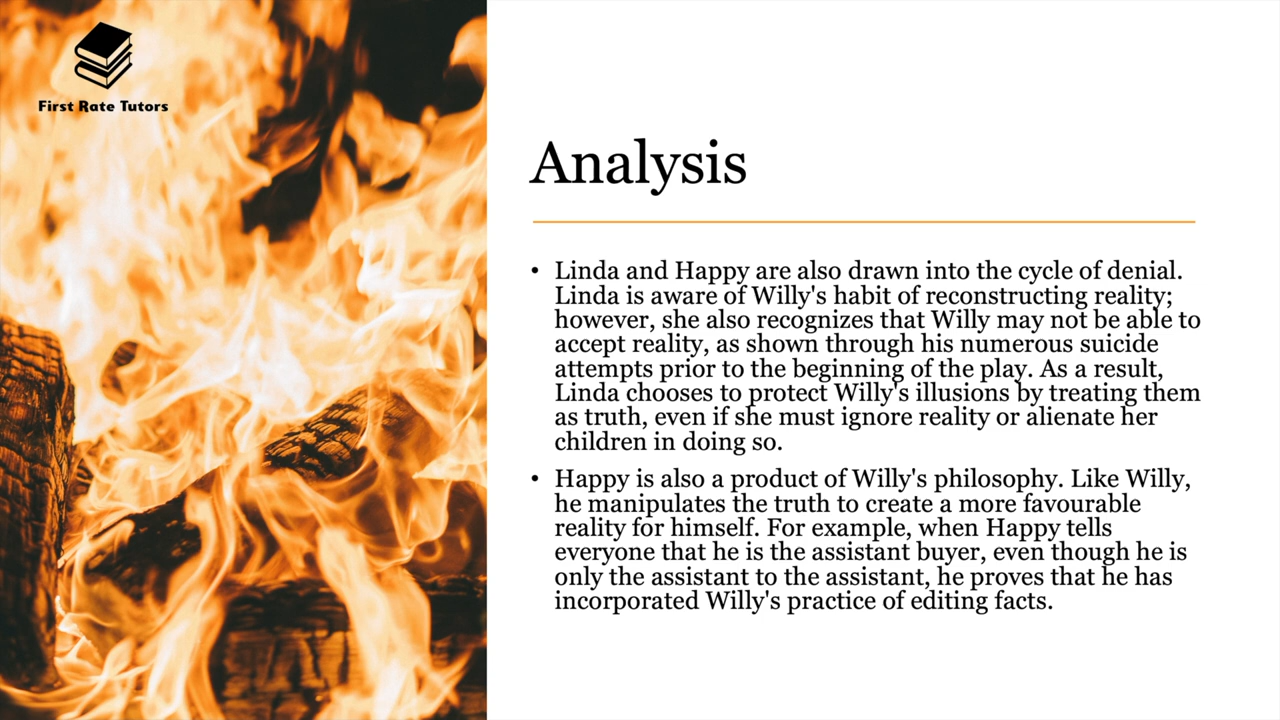 First Rate Tutors
Analysis
• Linda and Happy are also drawn into the cycle of denial.
Linda is aware of Willy's habit of reconstructing reality;
however, she also recognizes that Willy may not be able to
accept reality, as shown through his numerous suicide
attempts prior to the beginning of the play. As a result,
Linda chooses to protect Willy's illusions by treating them
as truth, even if she must ignore reality or alienate her
children in doing so.
• Happy is also a product of Willy's philosophy. Like Willy,
he manipulates the truth to create a more favourable
reality for himself. For example, when Happy tells
everyone that he is the assistant buyer, even though he is
only the assistant to the assistant, he proves that he has
incorporated Willy's practice of editing facts.